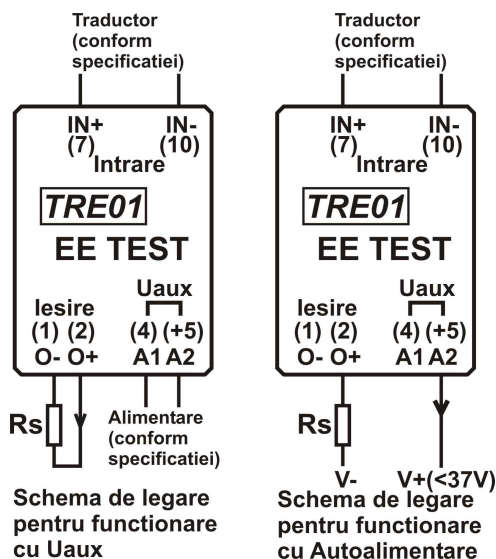 Traductor
(conform
specificatiei)
IN+ IN-
(7) (10)
Intrare
TRE01
EE TEST
Uaux
Iesire
(1) (2) (4) (+5)
O- O+ A1 A2
Rs
Alimentare
(conform
specificatiei)
Schema de legare
pentru functionare
cu Uaux
Traductor
(conform
specificatiei)
IN+ IN-
(7) (10)
Intrare
TRE01
EE TEST
Uaux
Iesire
(1) (2) (4) (+5)
O- O+ A1 A2
Rs
V- V+(<37V)
Schema de legare
pentru functionare
cu Autoalimentare